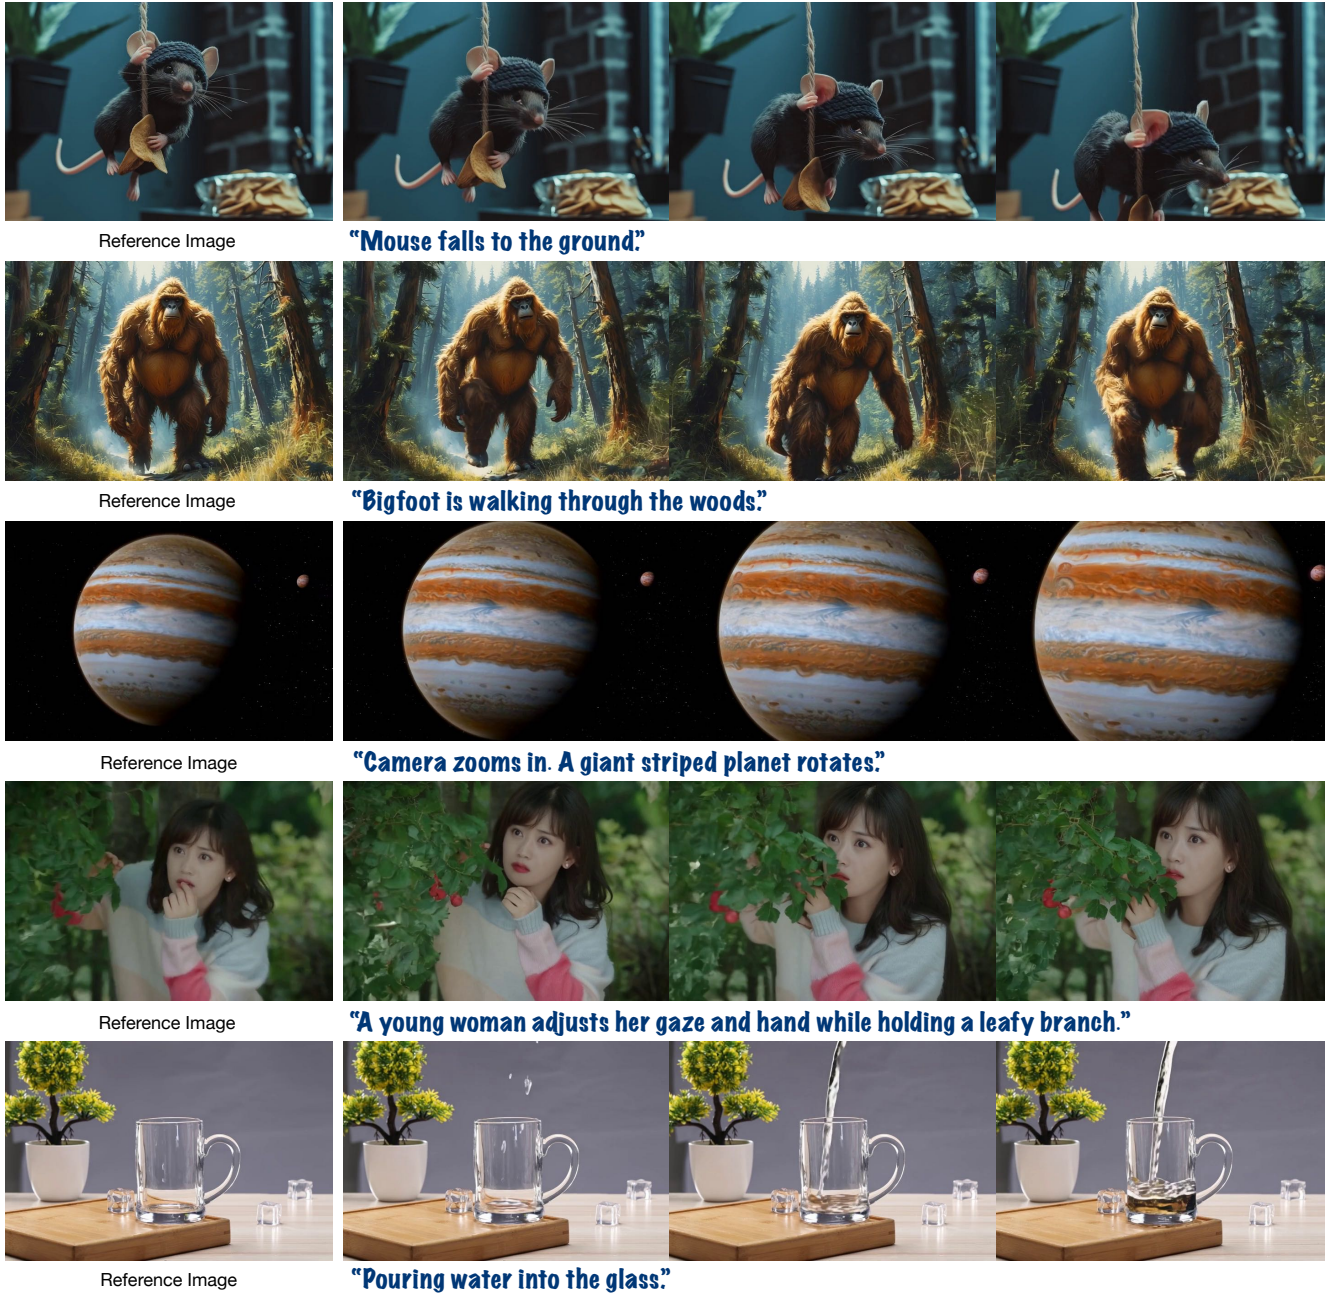 Reference Image
“Mouse falls to the ground.”
Reference Image
“Bigfoot is walking through the woods.”
Reference Image
“Camera zooms in. A giant striped planet rotates.”
Reference Image
“A young woman adjusts her gaze and hand while holding a leafy branch.”
Reference Image
“Pouring water into the glass.”